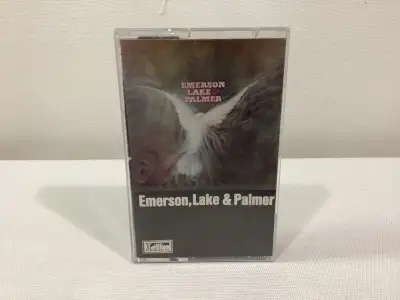 EMERSON
LAKE &
PALMER
Emerson, Lake & Palmer